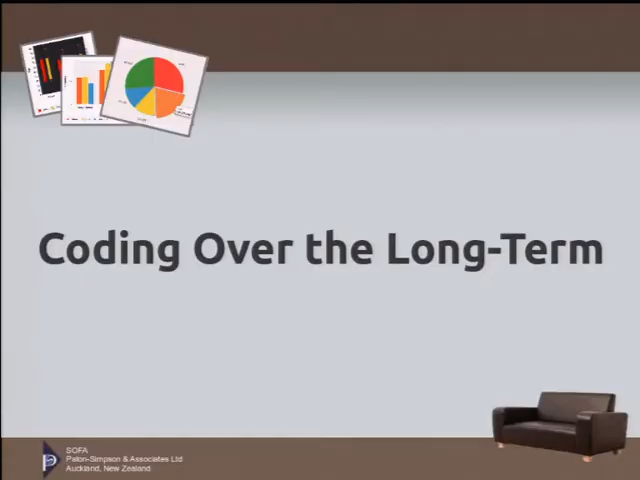 Coding Over the Long-Term
SOFA
Paton-Simpson & Associates Ltd
Auckland, New Zealand